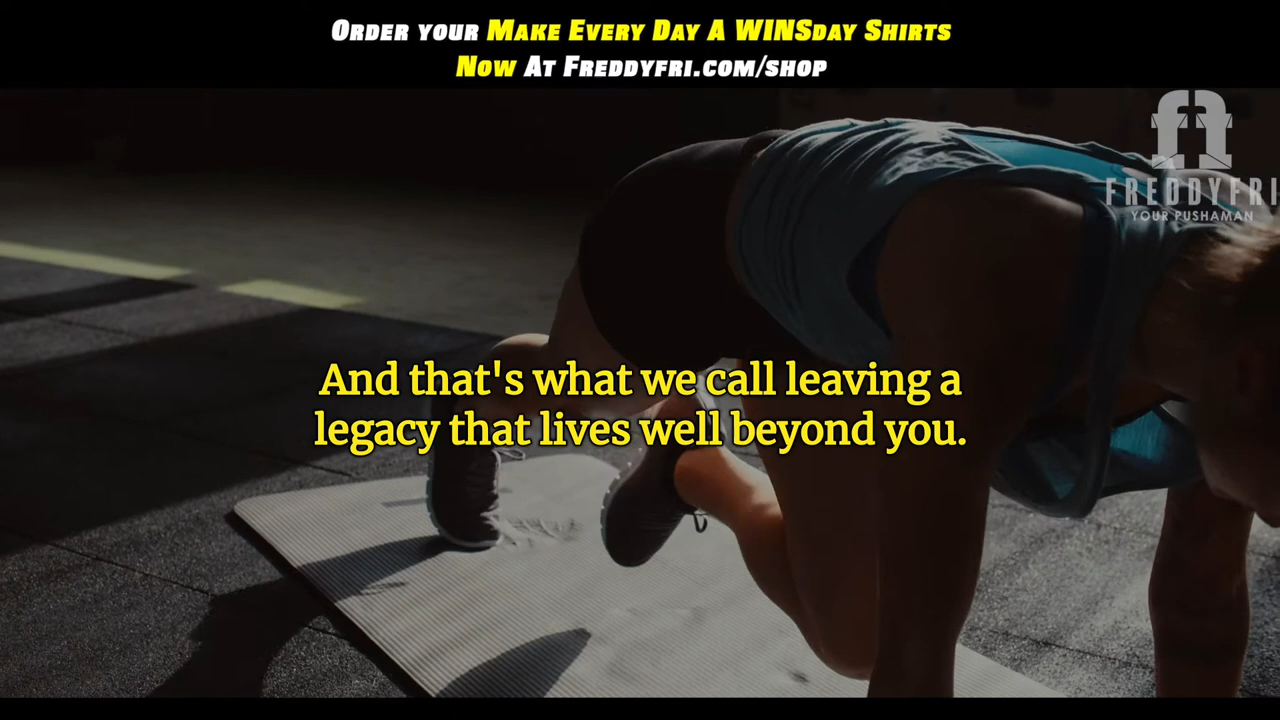 Order your Make Every Day A WINSday Shirts
Now At Freddyfri.com/shop
FREDDYFRI
YOUR PUSHAMAN
And that's what we call leaving a
legacy that lives well beyond you.